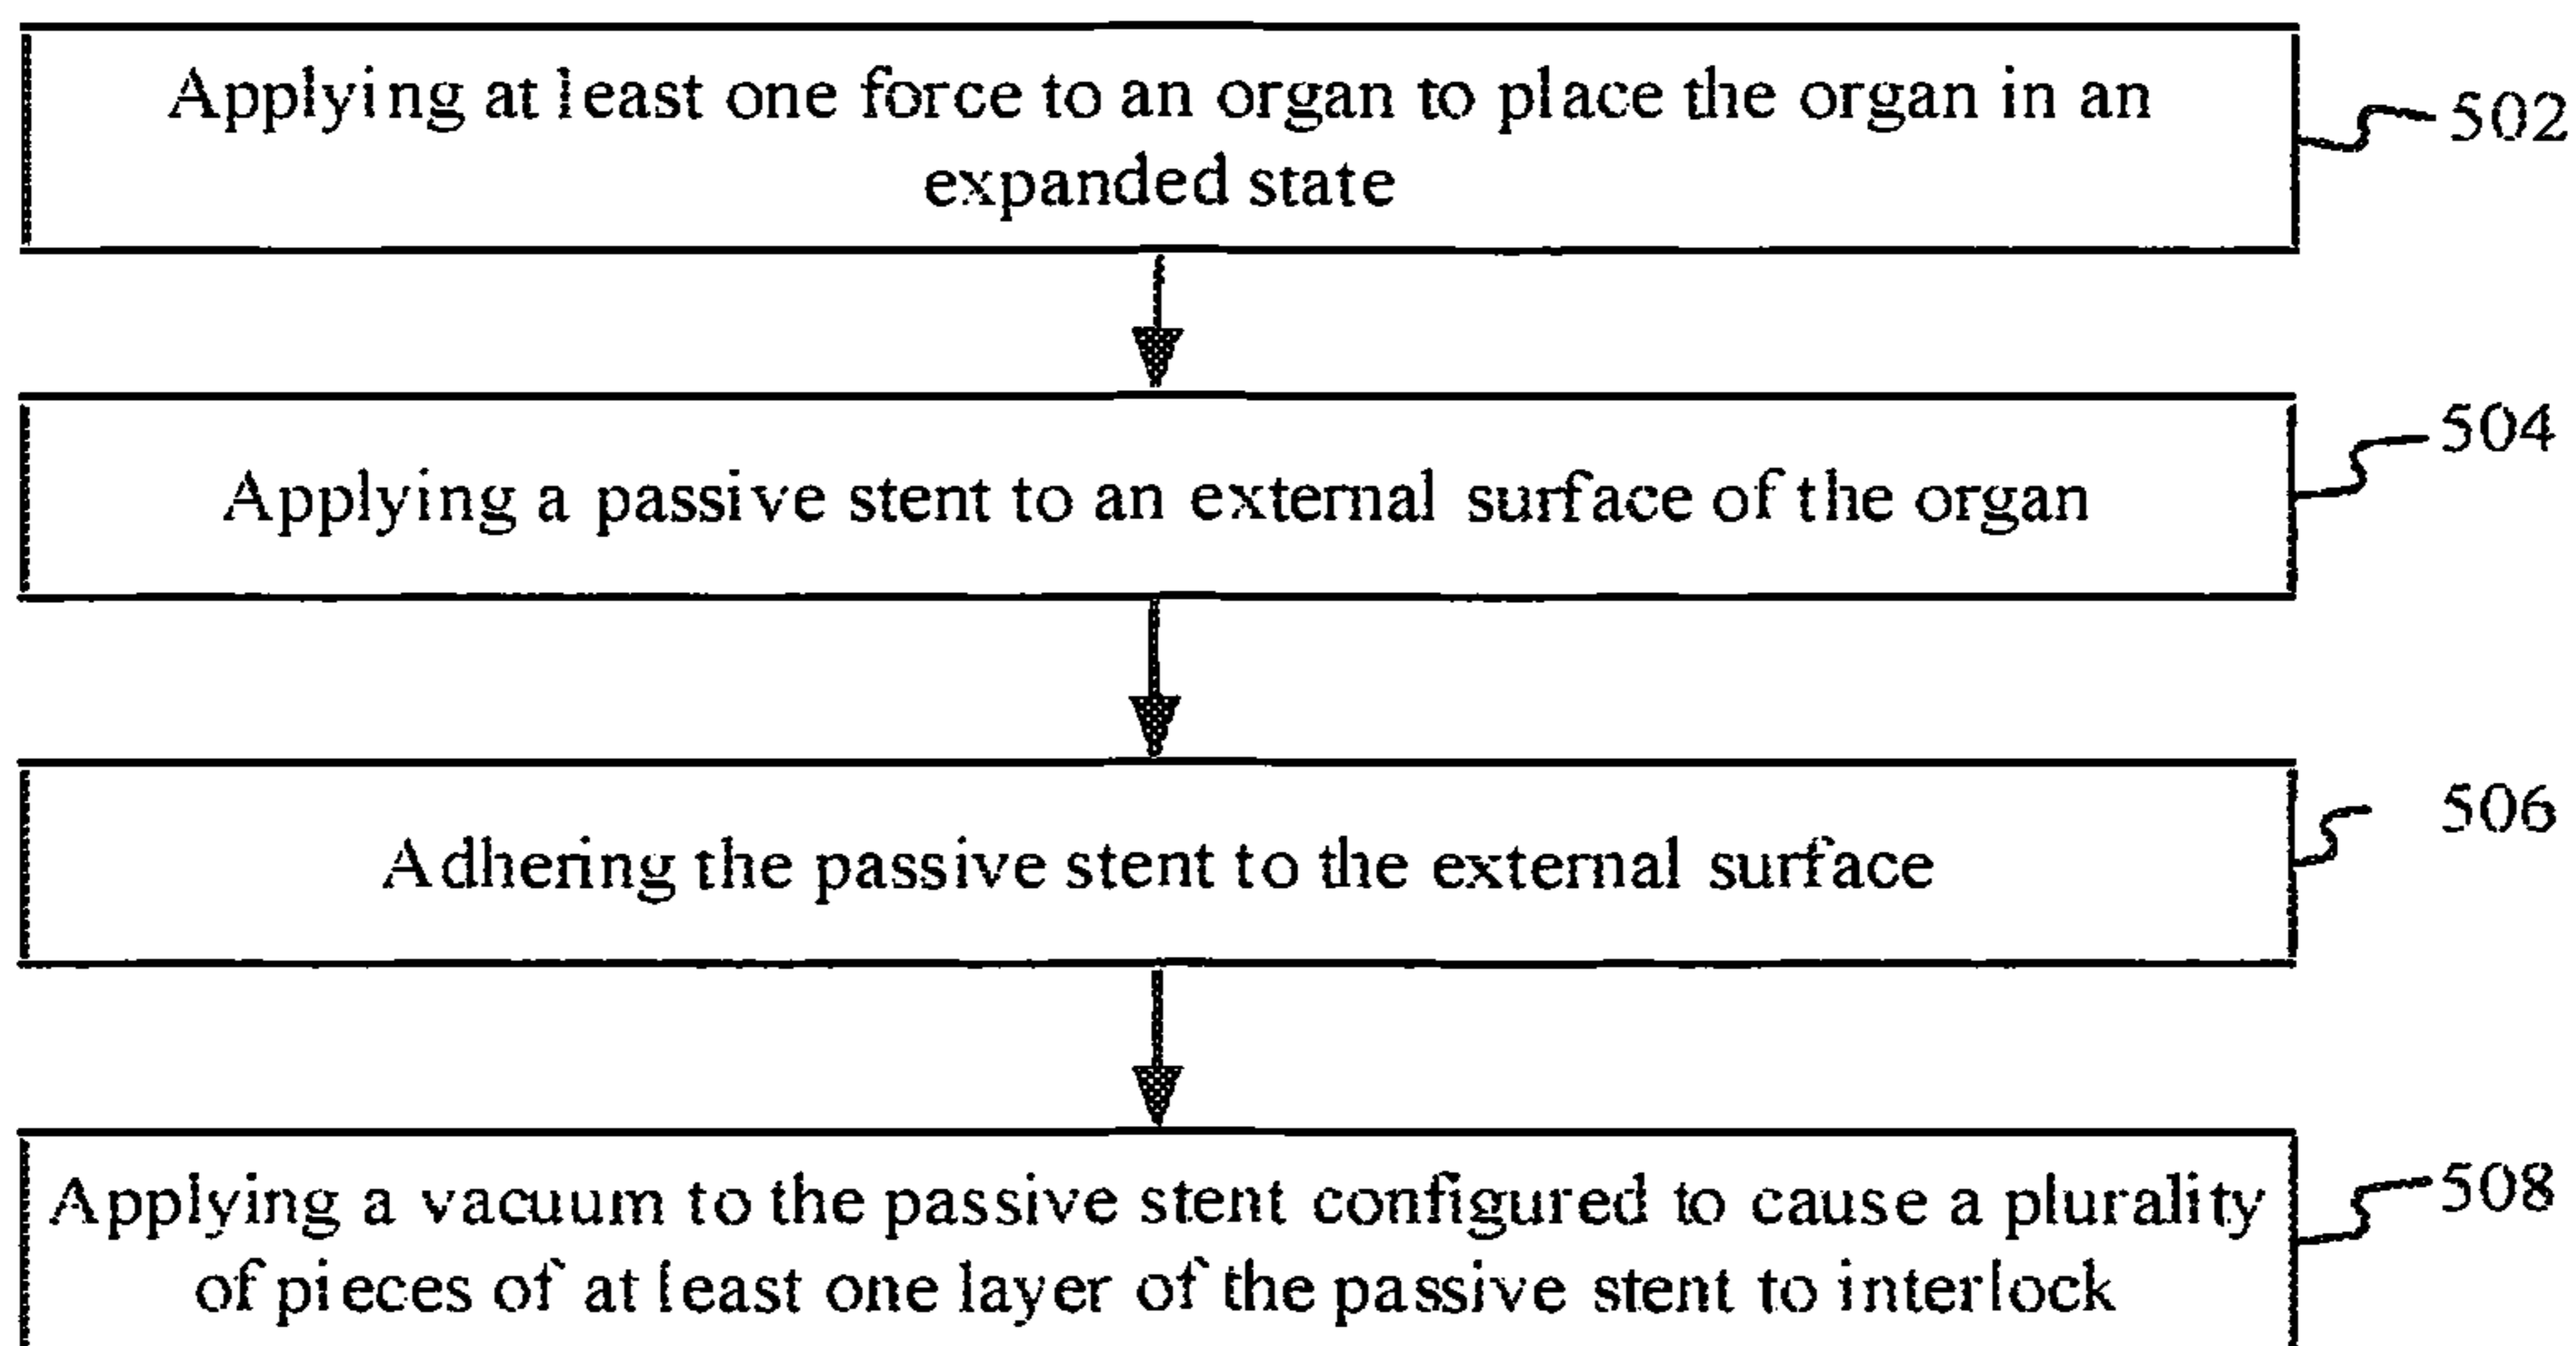 Applying at least one force to an organ to place the organ in an
expanded state
502
Applying a passive stent to an external surface of the organ
504
Adhering the passive stent to the external surface
506
Applying a vacuum to the passive stent configured to cause a plurality
of pieces of at least one layer of the passive stent to interlock
508